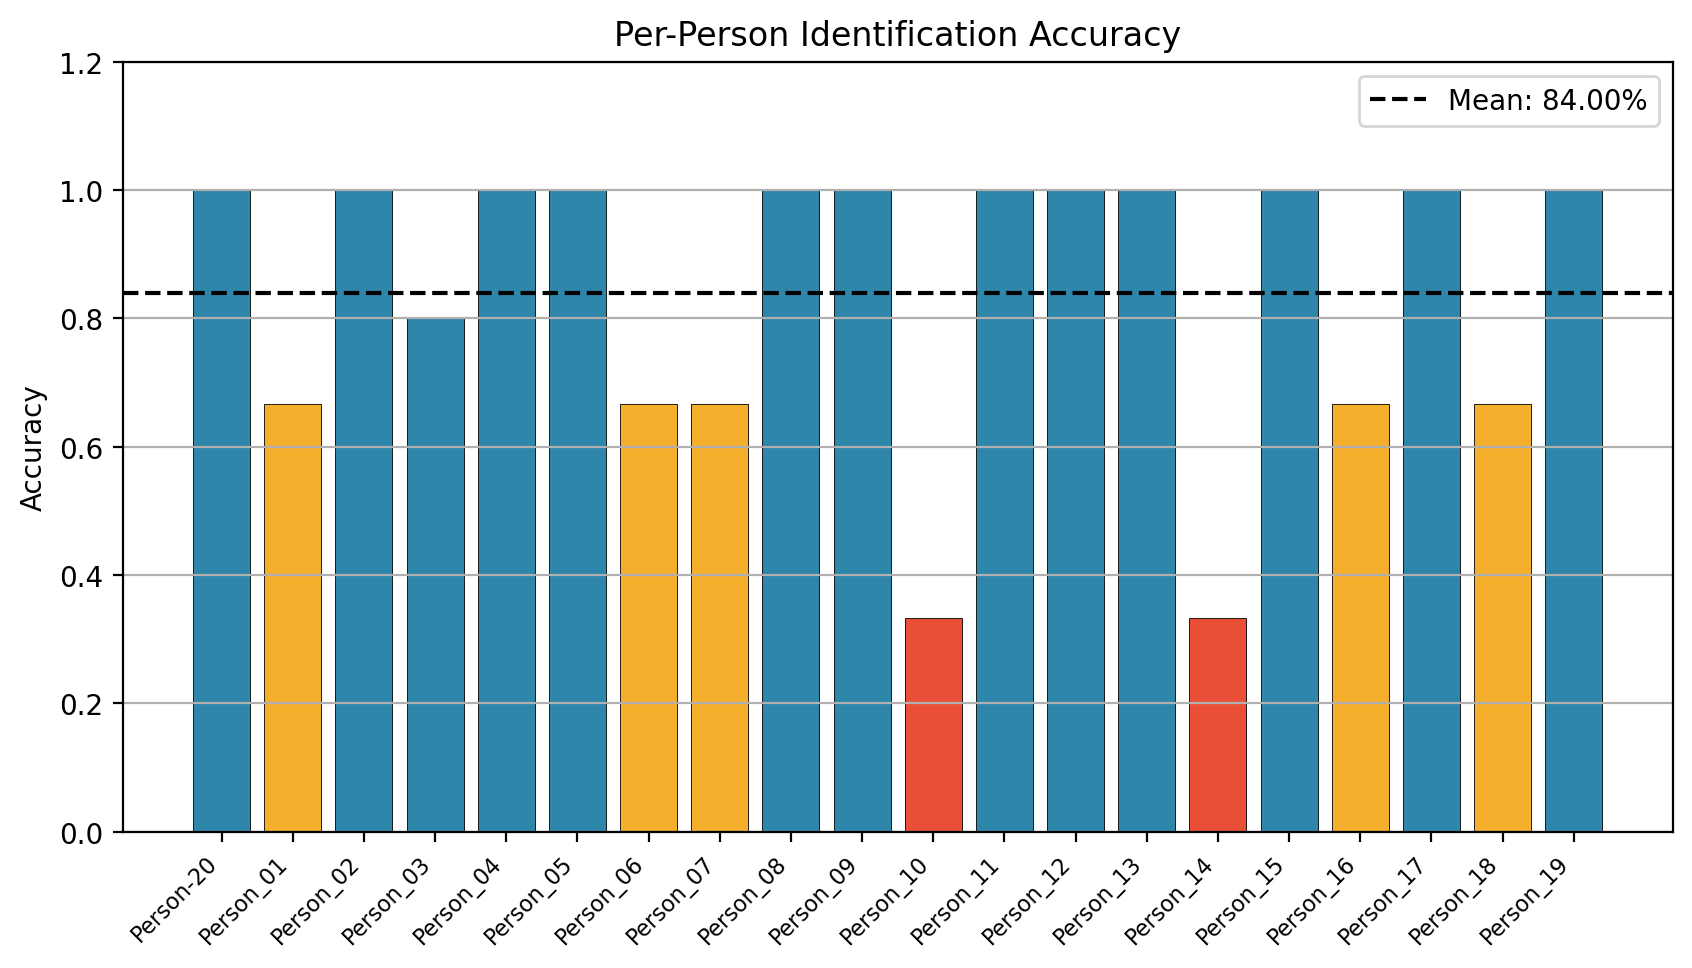 Per-Person Identification Accuracy
Mean: 84.00%
Accuracy
1.2
1.0
0.8
0.6
0.4
0.2
0.0
Person-20
Person_01
Person_02
Person_03
Person_04
Person_05
Person_06
Person_07
Person_08
Person_09
Person_10
Person_11
Person_12
Person_13
Person_14
Person_15
Person_16
Person_17
Person_18
Person_19